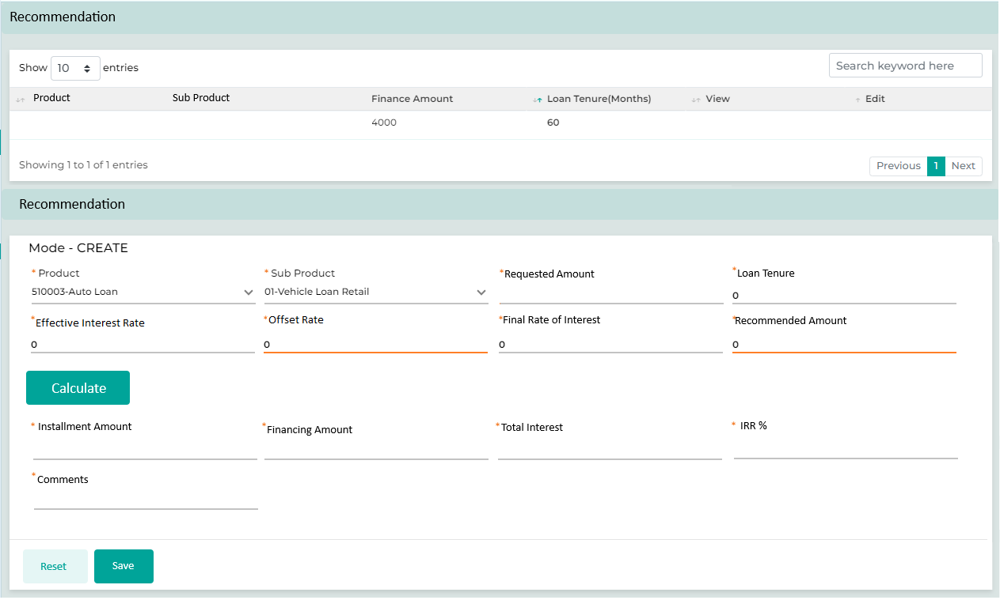 Recommendation
Show 10 entries
Search keyword here
Product Sub Product Finance Amount Loan Tenure(Months) View Edit
4000 60
Showing 1 to 1 of 1 entries
Previous 1 Next
Recommendation
Mode - CREATE
* Product * Sub Product *Requested Amount *Loan Tenure
510003-Auto Loan 01-Vehicle Loan Retail 0
*Effective Interest Rate *Offset Rate *Final Rate of Interest *Recommended Amount
0 0 0 0
Calculate
* Installment Amount *Financing Amount *Total Interest * IRR %
*Comments
Reset Save